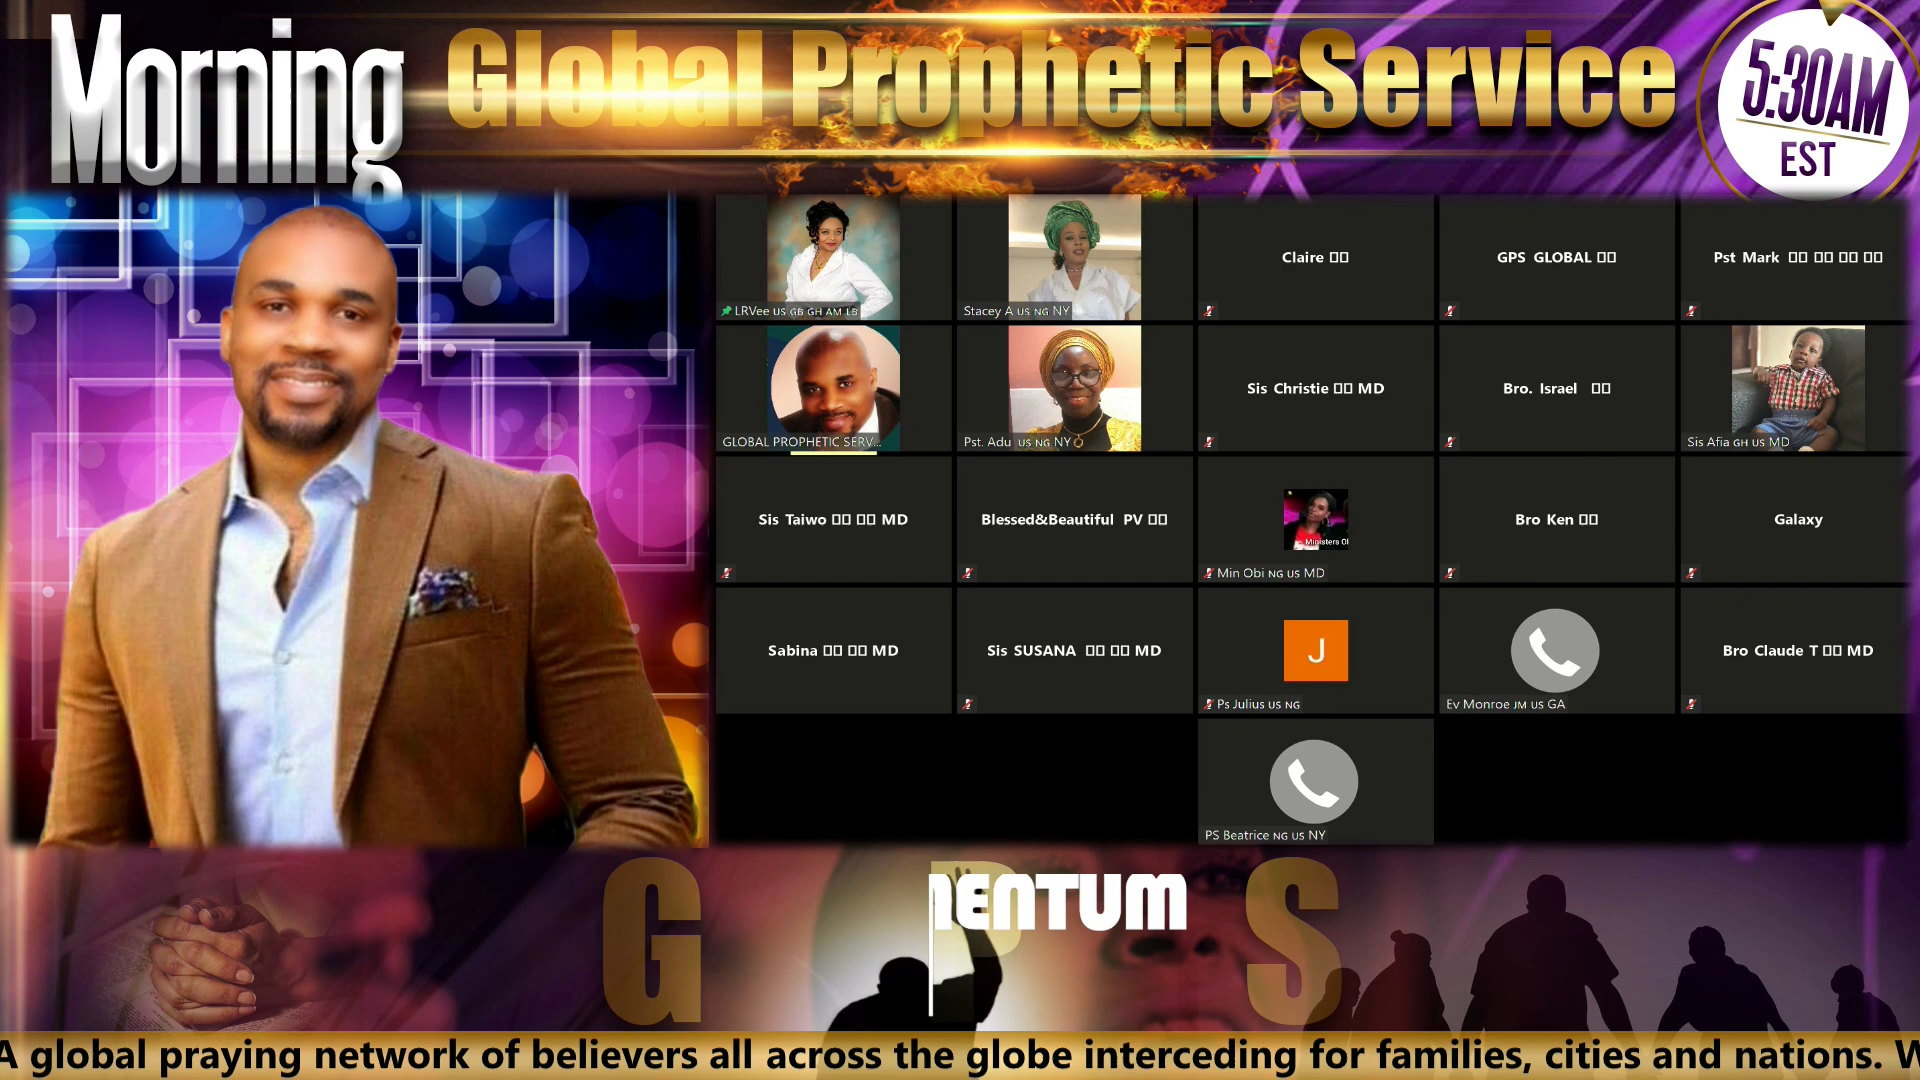 Morning
Global Prophetic Service
5:30AM
EST
LRVee US GB GH AM LB
Stacey A US NG NY
Claire
GPS GLOBAL
Pst Mark
GLOBAL PROPHETIC SERV...
Pst. Adu US NG NY
Sis Christie MD
Bro. Israel
Sis Afia GH US MD
Sis Taiwo MD
Blessed&Beautiful PV
Ministers Ol
Min Obi NG US MD
Bro Ken
Galaxy
Sabina MD
Sis SUSANA MD
J
Ps Julius US NG
Ev Monroe JM US GA
Bro Claude T MD
PS Beatrice NG US NY
G P S
ENTUM
A global praying network of believers all across the globe interceding for families, cities and nations. W